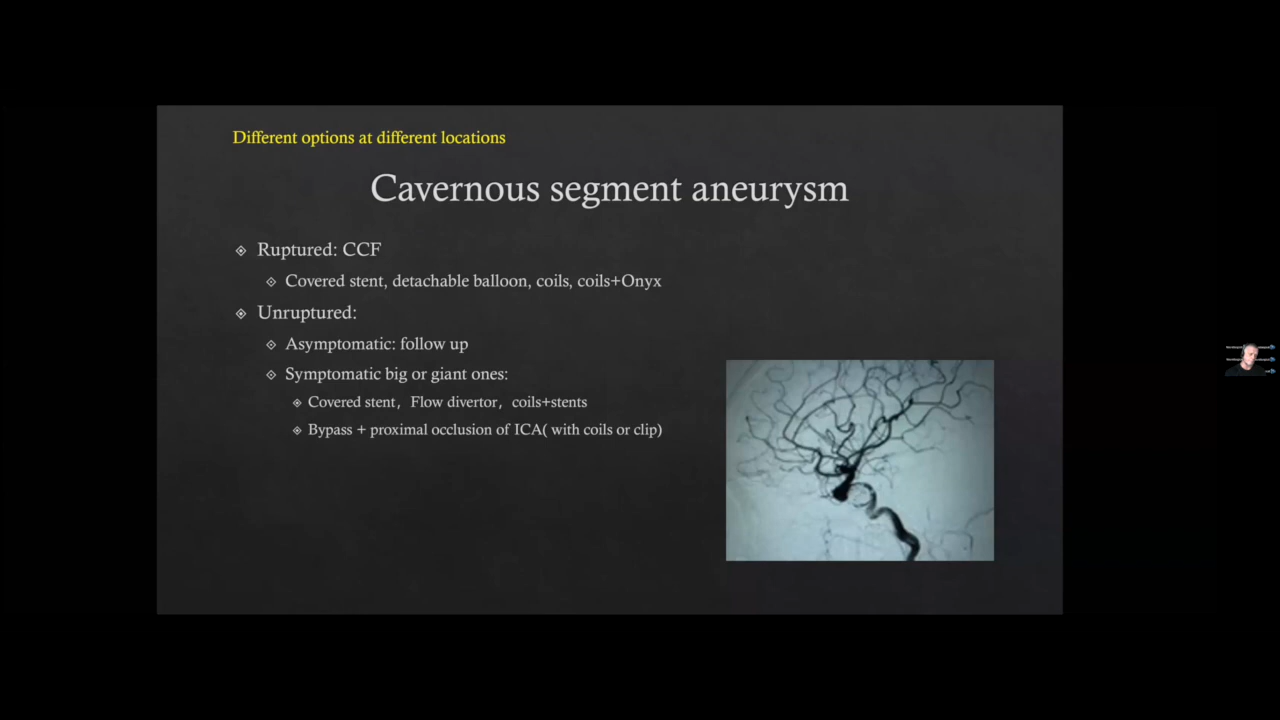 Different options at different locations
Cavernous segment aneurysm
Ruptured: CCF
Covered stent, detachable balloon, coils, coils+Onyx
Unruptured:
Asymptomatic: follow up
Symptomatic big or giant ones:
Covered stent, Flow divertor, coils+stents
Bypass + proximal occlusion of ICA( with coils or clip)